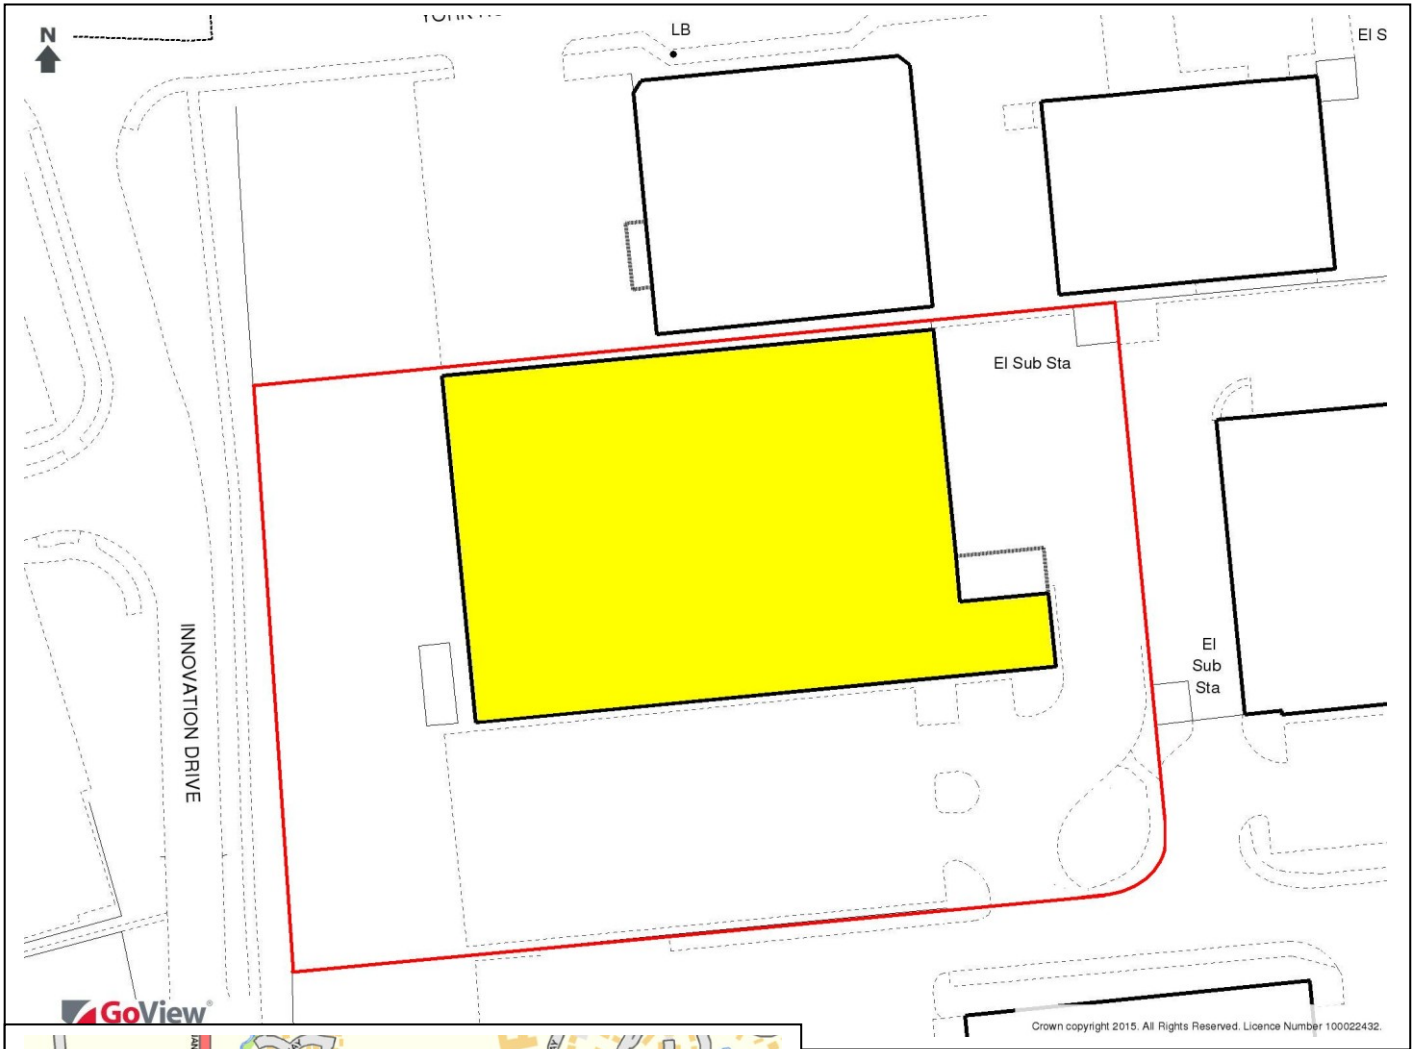 N
LB
El S
El Sub Sta
El
Sub
Sta
INNOVATION DRIVE
GoView
Crown copyright 2015. All Rights Reserved. Licence Number 100022432.